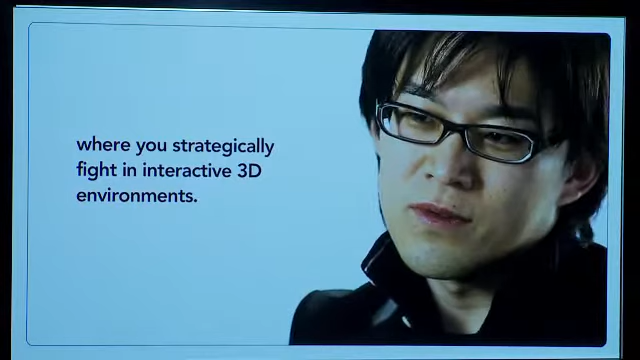 where you strategically
fight in interactive 3D
environments.